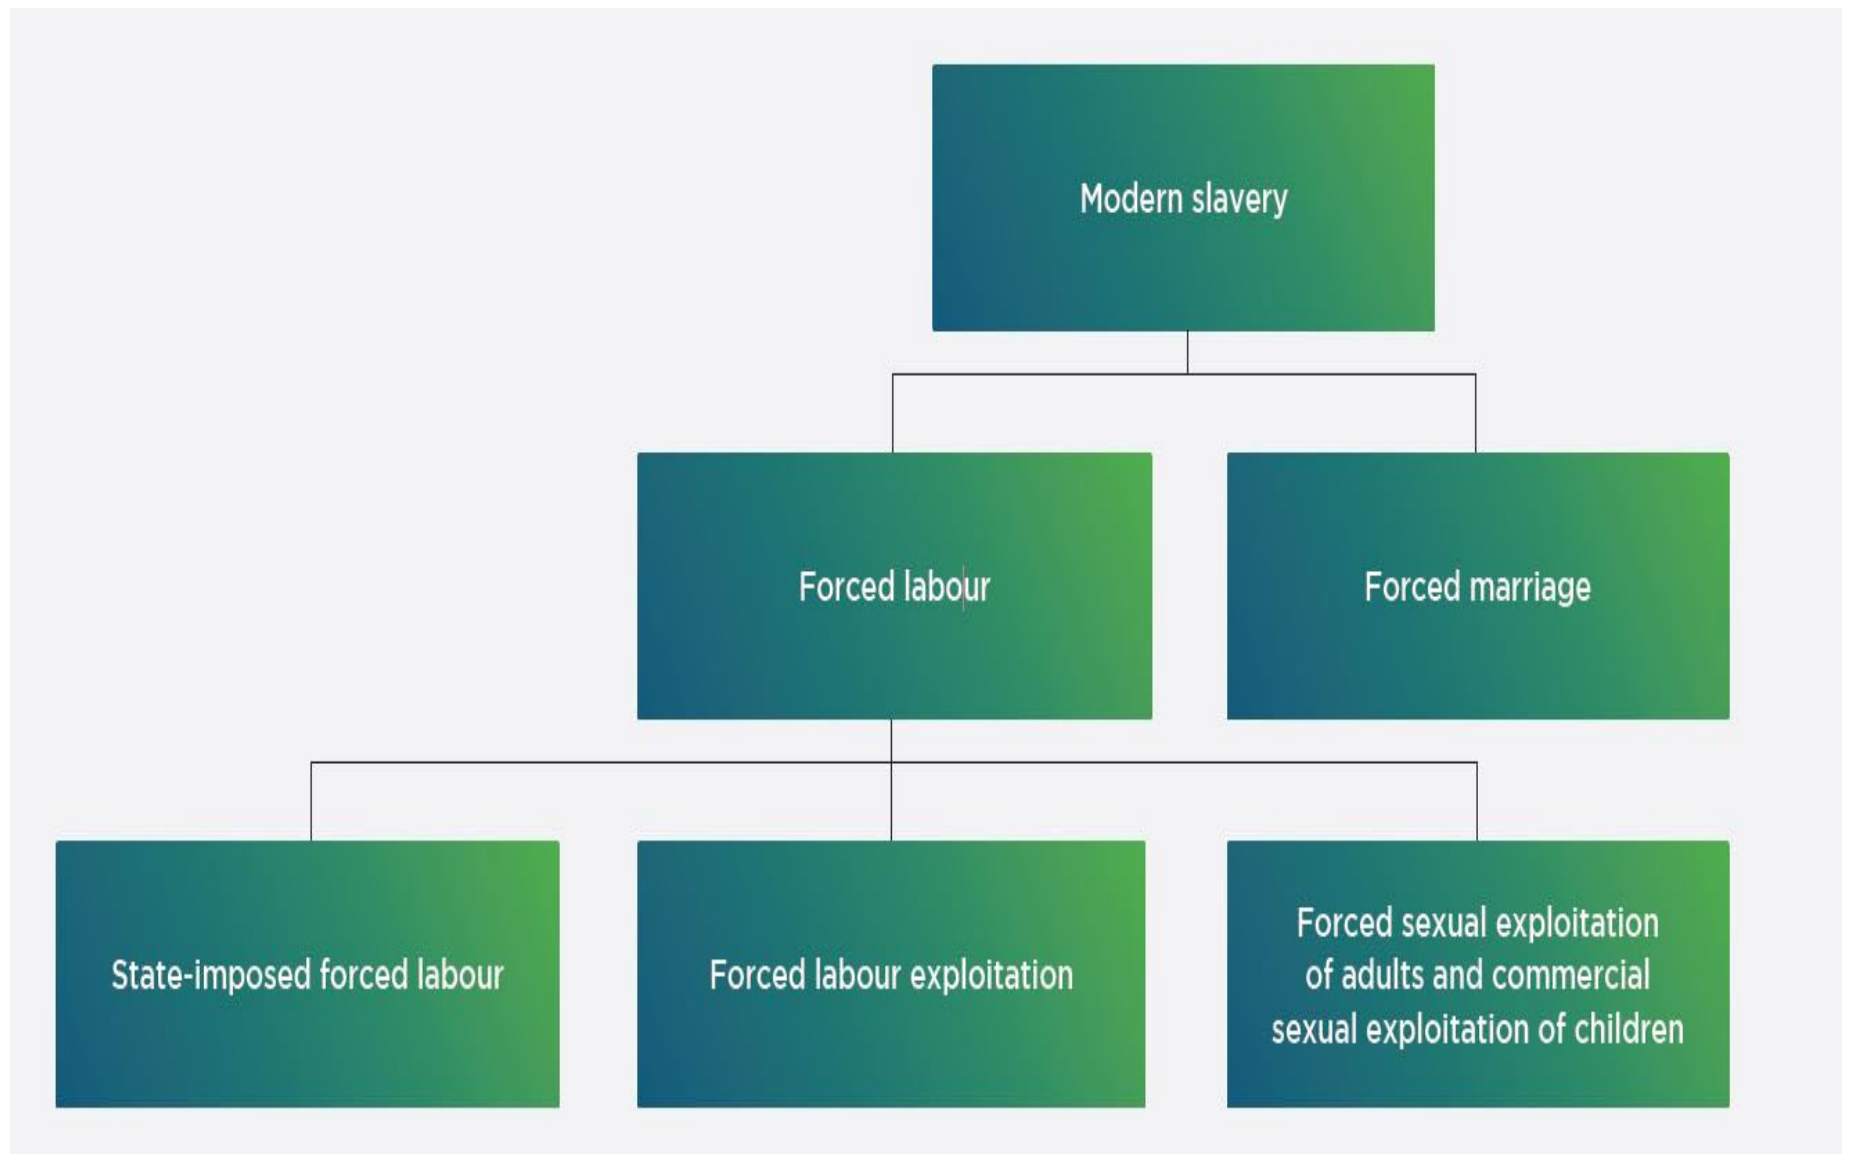 Modern slavery
Forced labour
Forced marriage
State-imposed forced labour
Forced labour exploitation
Forced sexual exploitation
of adults and commercial
sexual exploitation of children